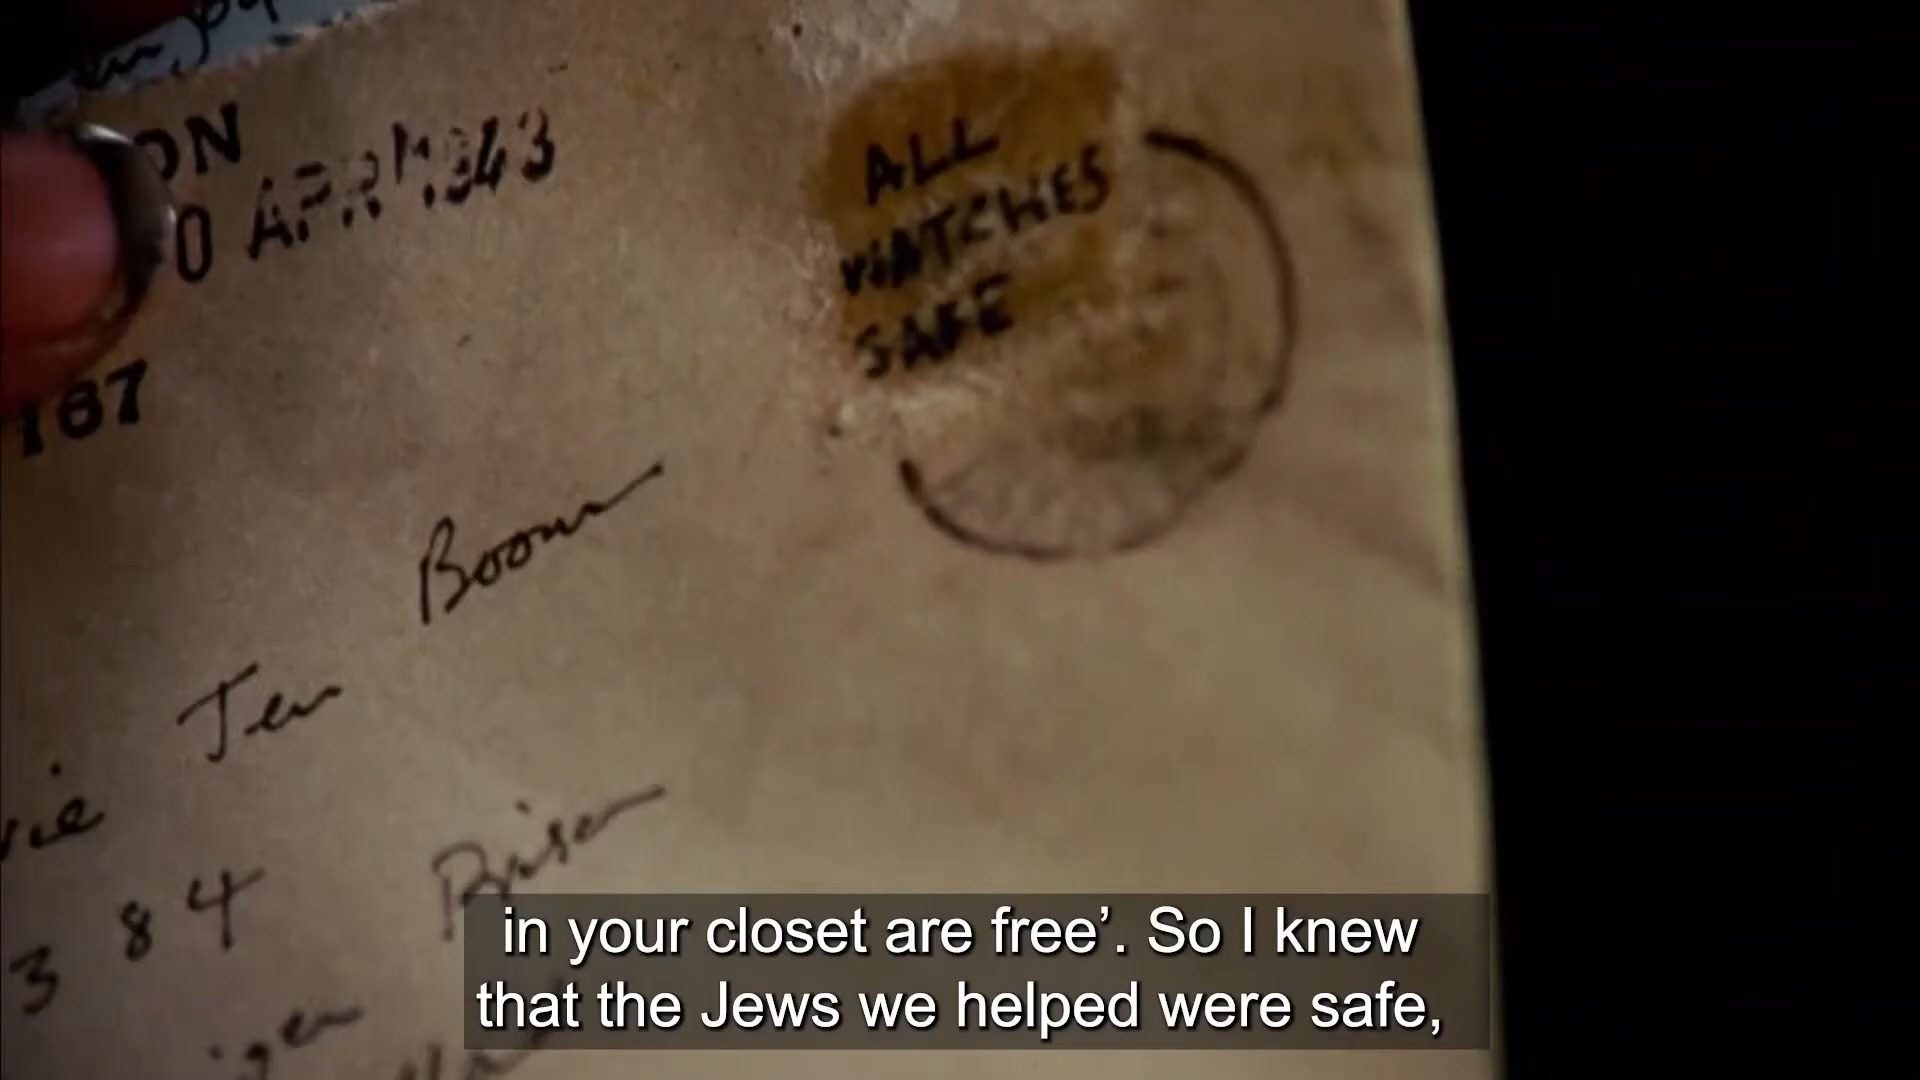 ON
0 APR 1943
ALL
WATCHES
SAFE
167
Boom
Ten
vie
3 84
in your closet are free’. So I knew
that the Jews we helped were safe,